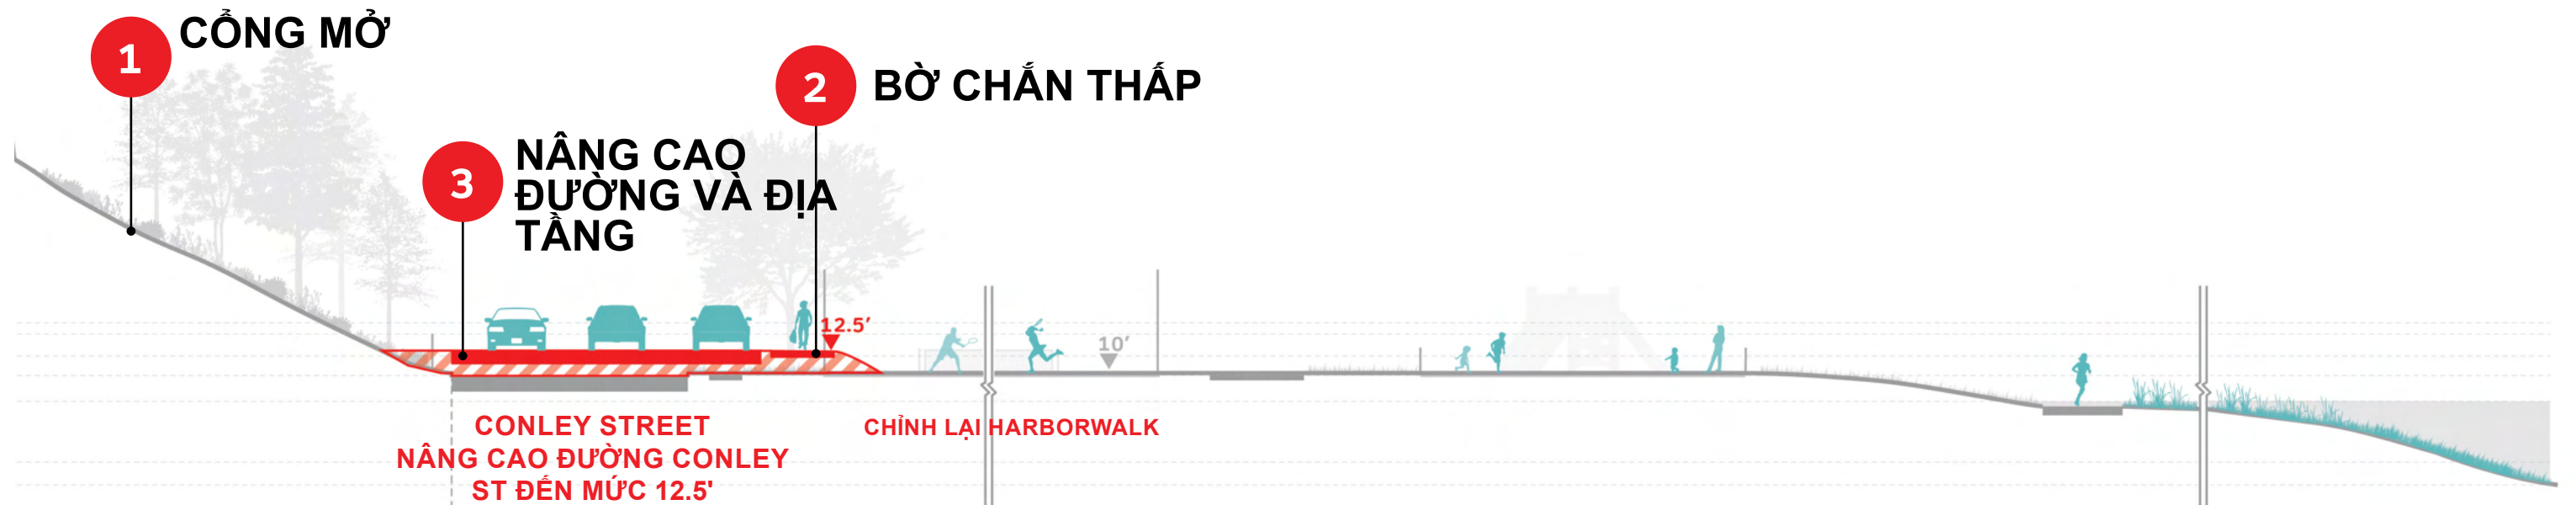 1
CỔNG MỞ
2
BỜ CHẮN THẤP
3
NÂNG CAO
ĐƯỜNG VÀ ĐỊA
TẦNG
12.5’
10’
CONLEY STREET
NÂNG CAO ĐƯỜNG CONLEY
ST ĐẾN MỨC 12.5'
CHỈNH LẠI HARBORWALK